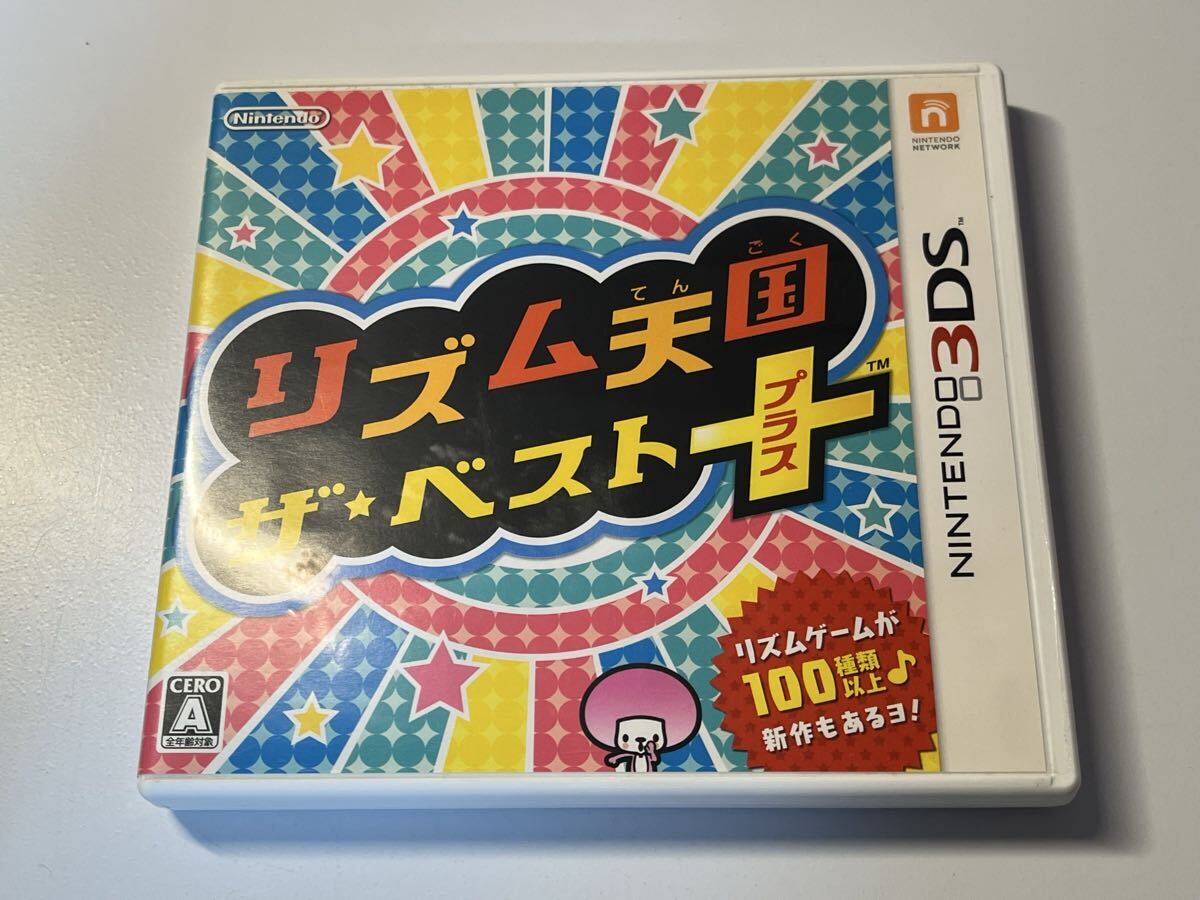 Nintendo
NINTENDO
NETWORK
NINTENDO 3DS™
てんごく
リズム天国
ザ★ベスト+™
プラス
リズムゲームが
100種類以上♪
新作もあるヨ!
CERO
A
全年齢対象